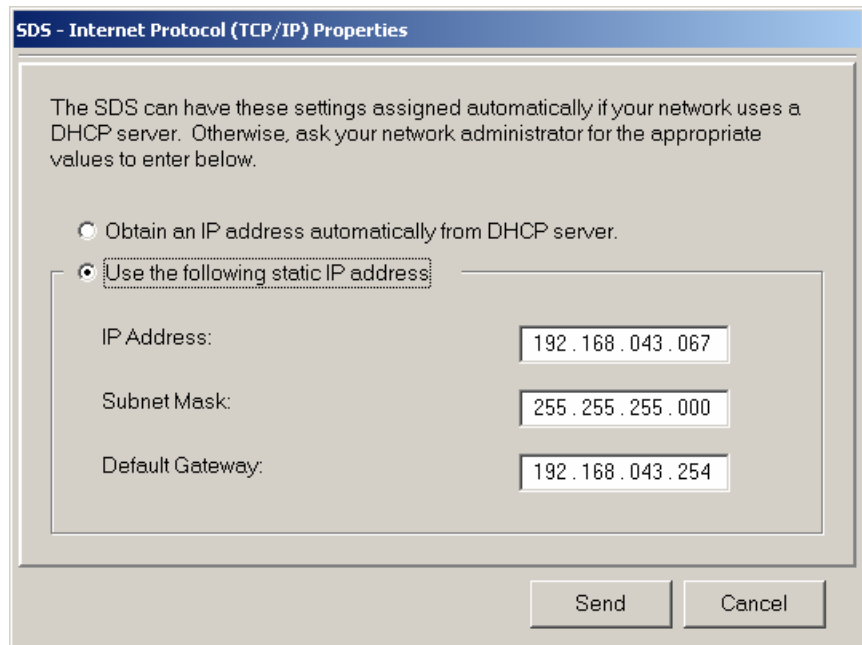 SDS - Internet Protocol (TCP/IP) Properties
The SDS can have these settings assigned automatically if your network uses a
DHCP server. Otherwise, ask your network administrator for the appropriate
values to enter below.
Obtain an IP address automatically from DHCP server.
Use the following static IP address
IP Address: 192 . 168 . 043 . 067
Subnet Mask: 255 . 255 . 255 . 000
Default Gateway: 192 . 168 . 043 . 254
Send Cancel